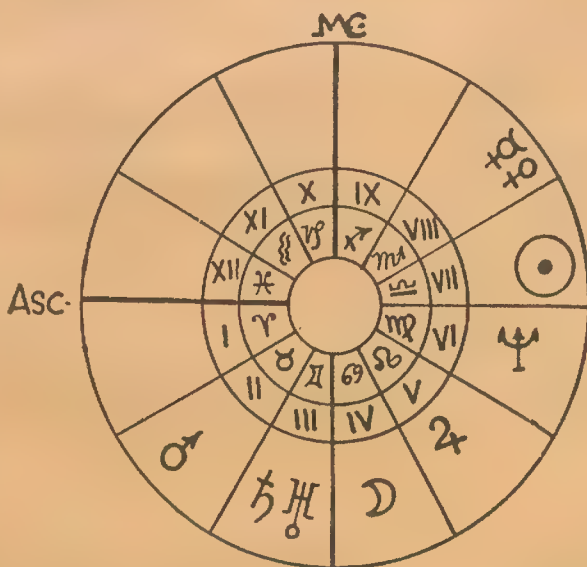 MC
X IX
XI VIII
♑ ♐
♒ ♏
XII VII
♓ ♎
☿ ♀
☉
Asc.
♈ ♍
I VI
♆
♉ ♌
II V
♊ ♋
III IV
♂ ♃
♄ ♅ ☽